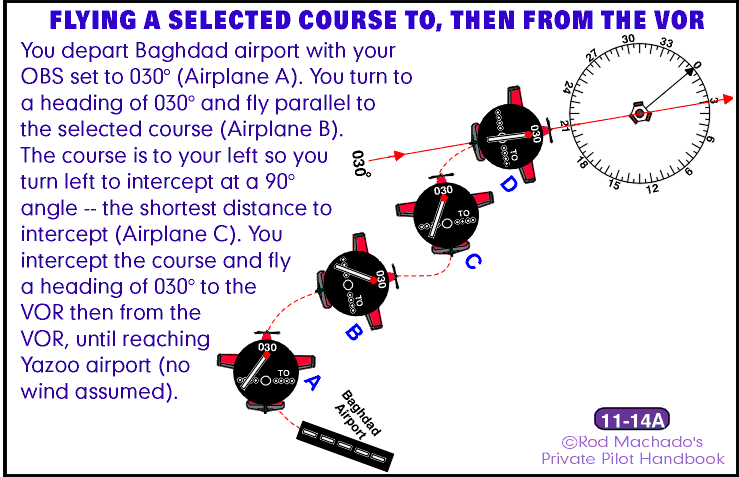 FLYING A SELECTED COURSE TO, THEN FROM THE VOR
You depart Baghdad airport with your
OBS set to 030° (Airplane A). You turn to
a heading of 030° and fly parallel to
the selected course (Airplane B).
The course is to your left so you
turn left to intercept at a 90°
angle -- the shortest distance to
intercept (Airplane C). You
intercept the course and fly
a heading of 030° to the
VOR then from the
VOR, until reaching
Yazoo airport (no
wind assumed).
030°
030
TO
A
030
TO
B
030
TO
C
030
TO
D
0
3
6
9
12
15
18
21
24
27
30
33
Baghdad
Airport
11-14A
©Rod Machado's
Private Pilot Handbook